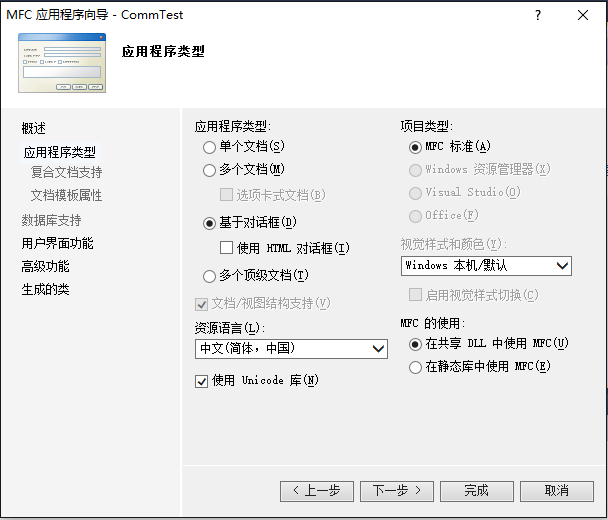 MFC 应用程序向导 - CommTest
?
应用程序类型
概述
应用程序类型
复合文档支持
文档模板属性
数据库支持
用户界面功能
高级功能
生成的类
应用程序类型:
单个文档(S)
多个文档(M)
选项卡式文档(B)
基于对话框(D)
使用 HTML 对话框(I)
多个顶级文档(T)
文档/视图结构支持(V)
资源语言(L):
中文(简体，中国)
使用 Unicode 库(N)
项目类型:
MFC 标准(A)
Windows 资源管理器(X)
Visual Studio(O)
Office(F)
视觉样式和颜色(Y):
Windows 本机/默认
启用视觉样式切换(C)
MFC 的使用:
在共享 DLL 中使用 MFC(U)
在静态库中使用 MFC(E)
< 上一步
下一步 >
完成
取消